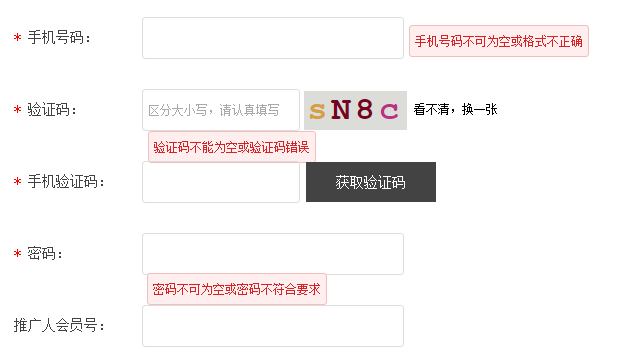 * 手机号码：
手机号码不可为空或格式不正确
* 验证码：
区分大小写，请认真填写
sN8c
看不清，换一张
验证码不能为空或验证码错误
* 手机验证码：
获取验证码
* 密码：
密码不可为空或密码不符合要求
推广人会员号：